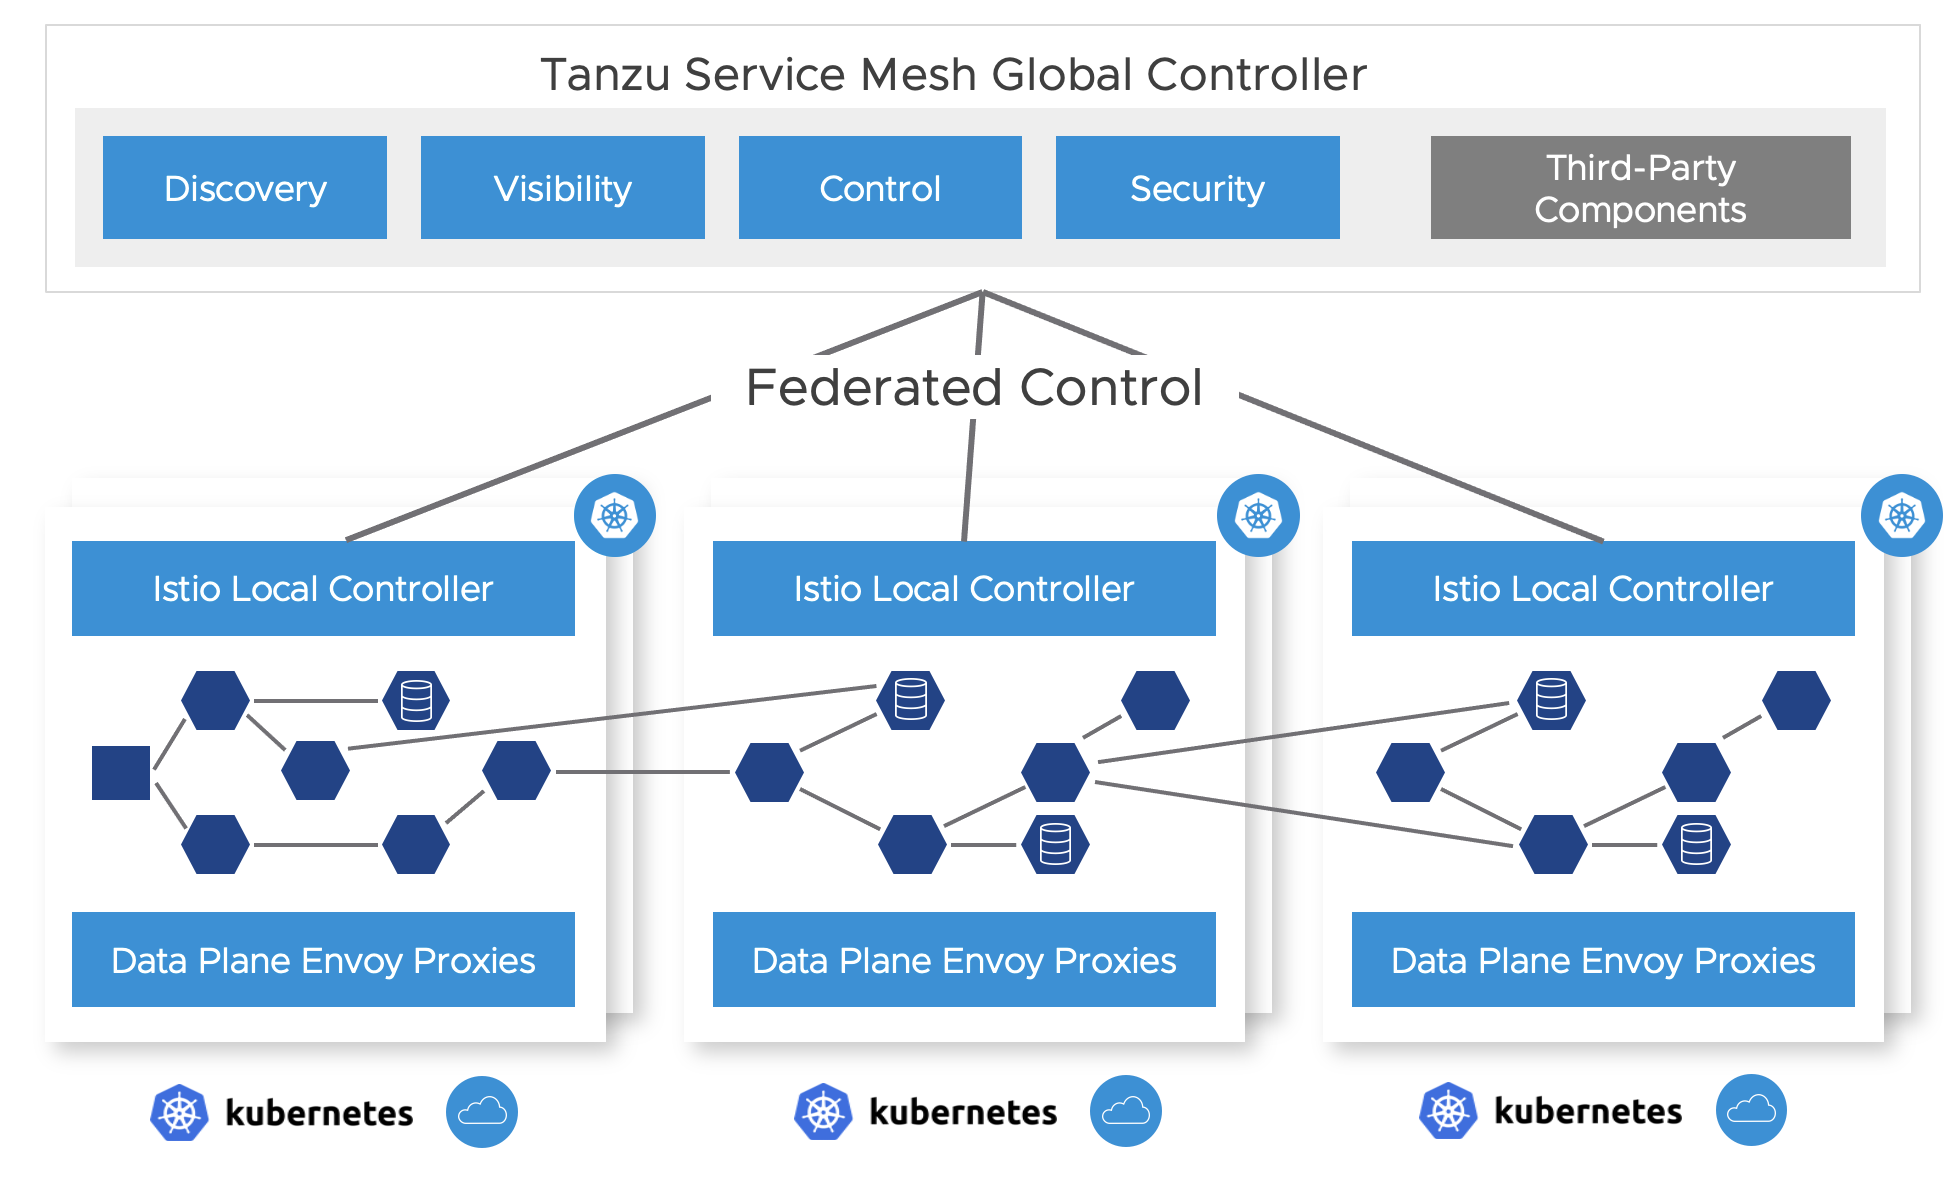 Tanzu Service Mesh Global Controller
Discovery
Visibility
Control
Security
Third-Party
Components
Federated Control
Istio Local Controller
Istio Local Controller
Istio Local Controller
Data Plane Envoy Proxies
Data Plane Envoy Proxies
Data Plane Envoy Proxies
kubernetes
kubernetes
kubernetes